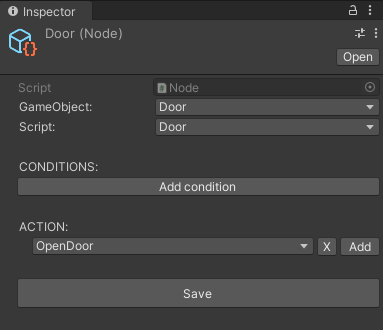 Inspector
Door (Node)
Open
Script Node
GameObject: Door
Script: Door
CONDITIONS:
Add condition
ACTION:
OpenDoor X Add
Save